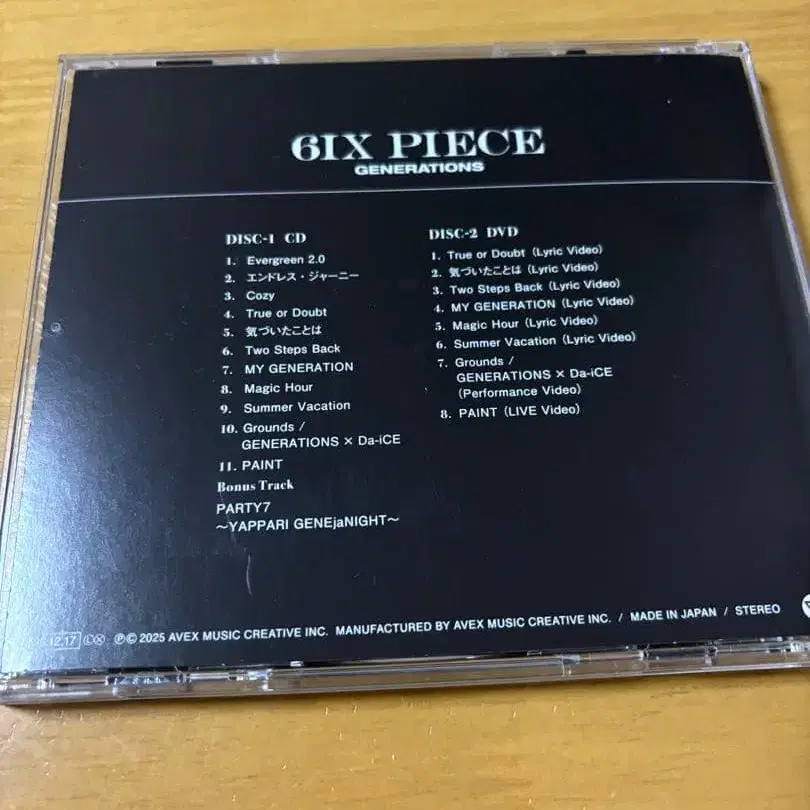 6IX PIECE
GENERATIONS
DISC-1 CD
1. Evergreen 2.0
2. エンドレス・ジャーニー
3. Cozy
4. True or Doubt
5. 気づいたことは
6. Two Steps Back
7. MY GENERATION
8. Magic Hour
9. Summer Vacation
10. Grounds /
GENERATIONS × Da-iCE
11. PAINT
Bonus Track
PARTY7
～YAPPARI GENEjaNIGHT～
DISC-2 DVD
1. True or Doubt (Lyric Video)
2. 気づいたことは (Lyric Video)
3. Two Steps Back (Lyric Video)
4. MY GENERATION (Lyric Video)
5. Magic Hour (Lyric Video)
6. Summer Vacation (Lyric Video)
7. Grounds /
GENERATIONS × Da-iCE
(Performance Video)
8. PAINT (LIVE Video)
12.17 Ⓛⓧ ℗© 2025 AVEX MUSIC CREATIVE INC. MANUFACTURED BY AVEX MUSIC CREATIVE INC. / MADE IN JAPAN / STEREO